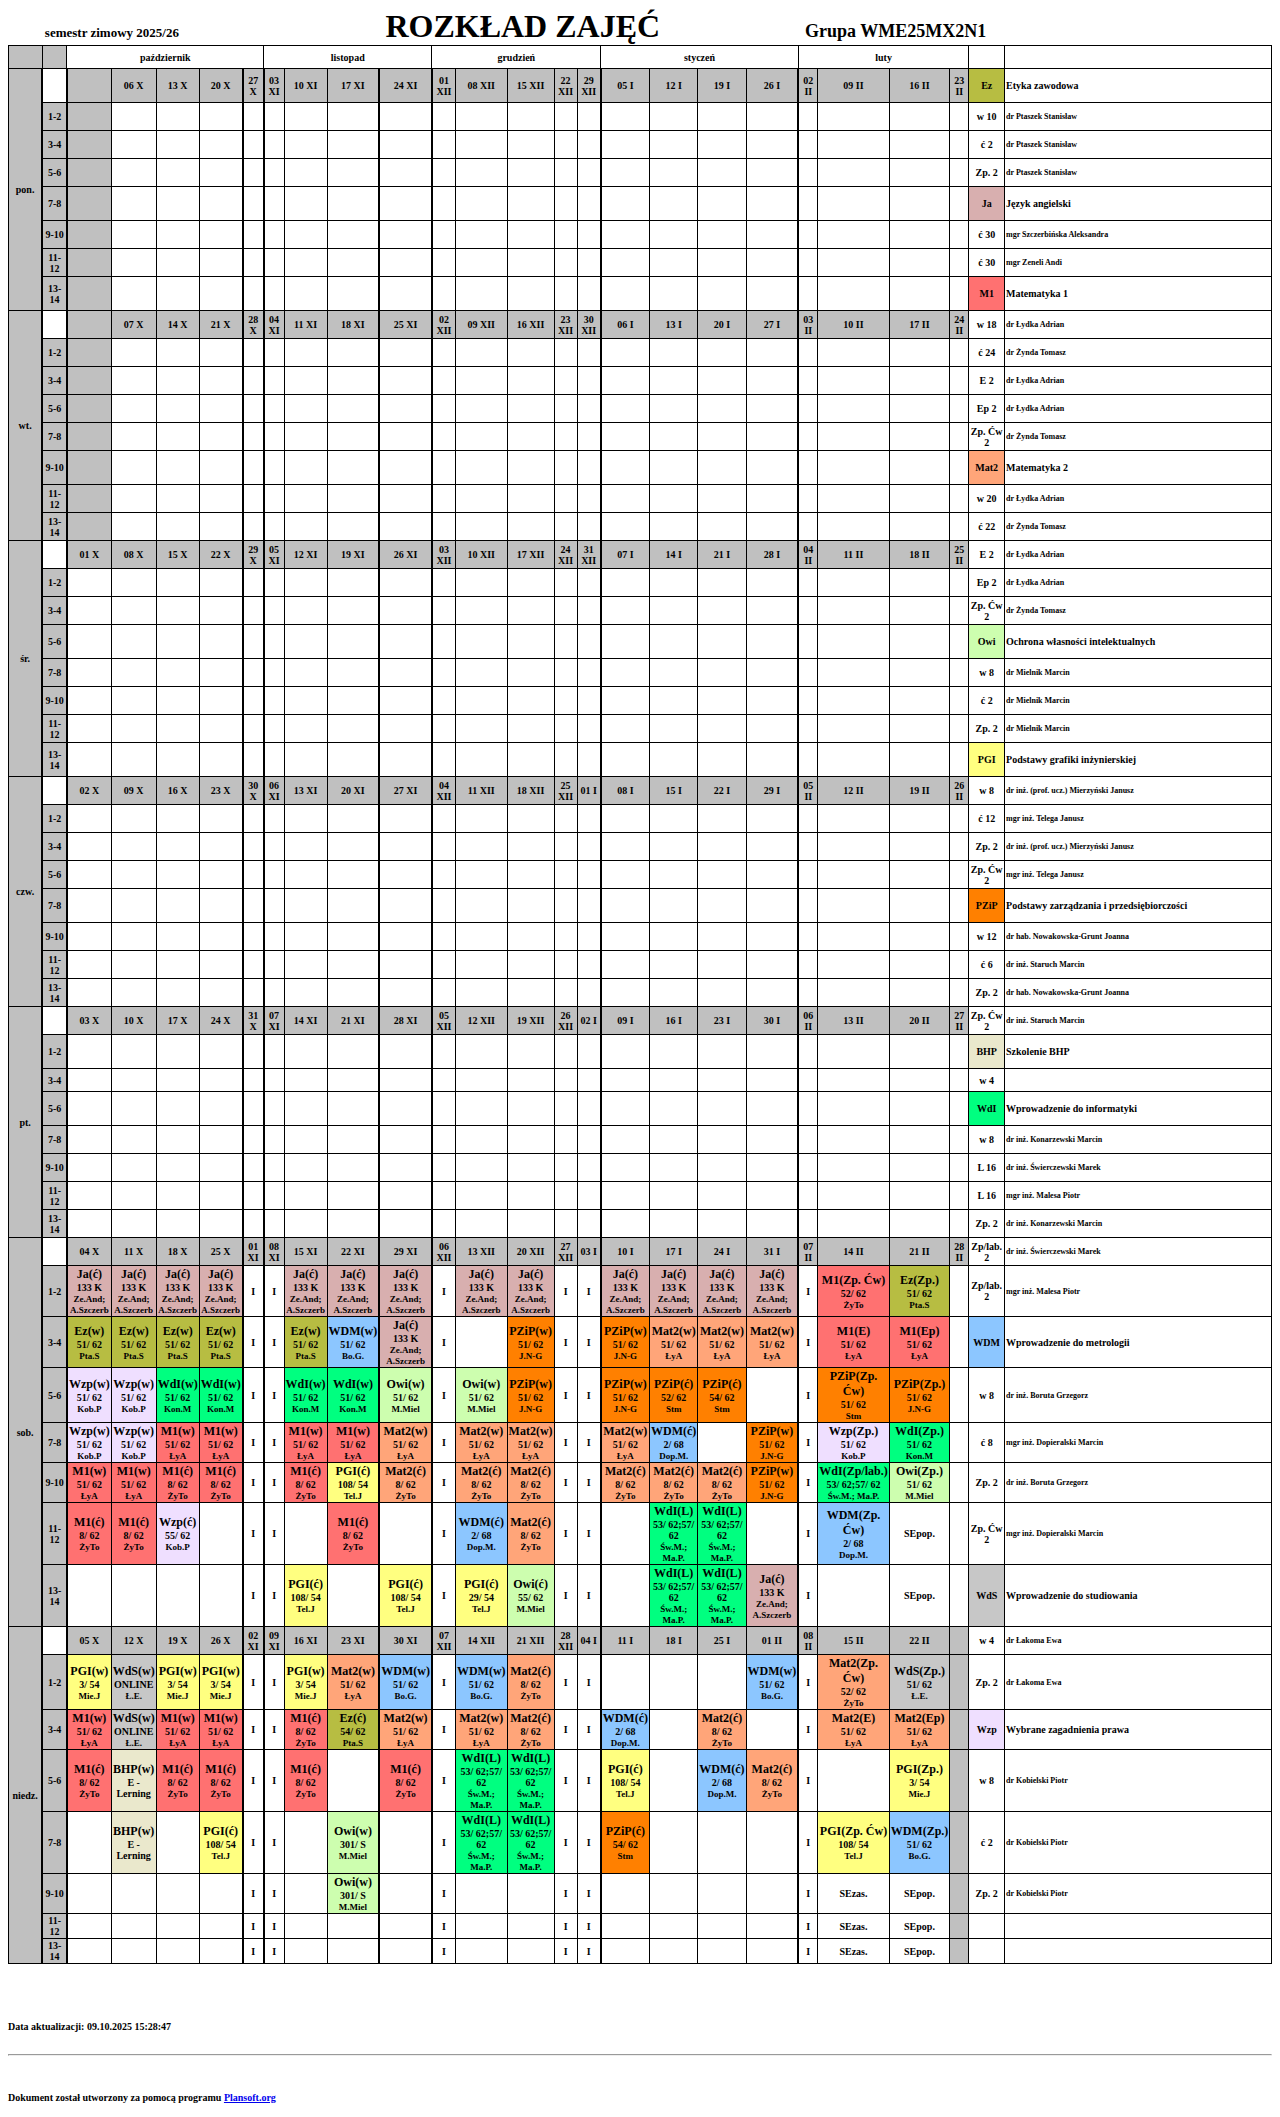 semestr zimowy 2025/26 ROZKŁAD ZAJĘĆ Grupa WME25MX2N1
październik listopad grudzień styczeń luty
pon. 06 X 13 X 20 X 27 X 03 XI 10 XI 17 XI 24 XI 01 XII 08 XII 15 XII 22 XII 29 XII 05 I 12 I 19 I 26 I 02 II 09 II 16 II 23 II Ez Etyka zawodowa
1-2 w 10 dr Ptaszek Stanisław
3-4 ć 2 dr Ptaszek Stanisław
5-6 Zp. 2 dr Ptaszek Stanisław
7-8 Ja Język angielski
9-10 ć 30 mgr Szczerbińska Aleksandra
11-12 ć 30 mgr Zeneli Andi
13-14 M1 Matematyka 1
wt. 07 X 14 X 21 X 28 X 04 XI 11 XI 18 XI 25 XI 02 XII 09 XII 16 XII 23 XII 30 XII 06 I 13 I 20 I 27 I 03 II 10 II 17 II 24 II w 18 dr Łydka Adrian
1-2 ć 24 dr Żynda Tomasz
3-4 E 2 dr Łydka Adrian
5-6 Ep 2 dr Łydka Adrian
7-8 Zp. Ćw 2 dr Żynda Tomasz
9-10 Mat2 Matematyka 2
11-12 w 20 dr Łydka Adrian
13-14 ć 22 dr Żynda Tomasz
śr. 01 X 08 X 15 X 22 X 29 X 05 XI 12 XI 19 XI 26 XI 03 XII 10 XII 17 XII 24 XII 31 XII 07 I 14 I 21 I 28 I 04 II 11 II 18 II 25 II E 2 dr Łydka Adrian
1-2 Ep 2 dr Łydka Adrian
3-4 Zp. Ćw 2 dr Żynda Tomasz
5-6 Owi Ochrona własności intelektualnych
7-8 w 8 dr Mielnik Marcin
9-10 ć 2 dr Mielnik Marcin
11-12 Zp. 2 dr Mielnik Marcin
13-14 PGI Podstawy grafiki inżynierskiej
czw. 02 X 09 X 16 X 23 X 30 X 06 XI 13 XI 20 XI 27 XI 04 XII 11 XII 18 XII 25 XII 01 I 08 I 15 I 22 I 29 I 05 II 12 II 19 II 26 II w 8 dr inż. (prof. ucz.) Mierzyński Janusz
1-2 ć 12 mgr inż. Telega Janusz
3-4 Zp. 2 dr inż. (prof. ucz.) Mierzyński Janusz
5-6 Zp. Ćw 2 mgr inż. Telega Janusz
7-8 PZiP Podstawy zarządzania i przedsiębiorczości
9-10 w 12 dr hab. Nowakowska-Grunt Joanna
11-12 ć 6 dr inż. Staruch Marcin
13-14 Zp. 2 dr hab. Nowakowska-Grunt Joanna
pt. 03 X 10 X 17 X 24 X 31 X 07 XI 14 XI 21 XI 28 XI 05 XII 12 XII 19 XII 26 XII 02 I 09 I 16 I 23 I 30 I 06 II 13 II 20 II 27 II Zp. Ćw 2 dr inż. Staruch Marcin
1-2 BHP Szkolenie BHP
3-4 w 4
5-6 WdI Wprowadzenie do informatyki
7-8 w 8 dr inż. Konarzewski Marcin
9-10 L 16 dr inż. Świerczewski Marek
11-12 L 16 mgr inż. Malesa Piotr
13-14 Zp. 2 dr inż. Konarzewski Marcin
sob. 04 X 11 X 18 X 25 X 01 XI 08 XI 15 XI 22 XI 29 XI 06 XII 13 XII 20 XII 27 XII 03 I 10 I 17 I 24 I 31 I 07 II 14 II 21 II 28 II Zp/lab. 2 dr inż. Świerczewski Marek
1-2 Ja(ć) 133 K Ze.And; A.Szczerb Ja(ć) 133 K Ze.And; A.Szczerb Ja(ć) 133 K Ze.And; A.Szczerb Ja(ć) 133 K Ze.And; A.Szczerb I I Ja(ć) 133 K Ze.And; A.Szczerb Ja(ć) 133 K Ze.And; A.Szczerb Ja(ć) 133 K Ze.And; A.Szczerb I Ja(ć) 133 K Ze.And; A.Szczerb Ja(ć) 133 K Ze.And; A.Szczerb I I Ja(ć) 133 K Ze.And; A.Szczerb Ja(ć) 133 K Ze.And; A.Szczerb Ja(ć) 133 K Ze.And; A.Szczerb Ja(ć) 133 K Ze.And; A.Szczerb I M1(Zp. Ćw) 52/ 62 ŻyTo Ez(Zp.) 51/ 62 Pta.S Zp/lab. 2 mgr inż. Malesa Piotr
3-4 Ez(w) 51/ 62 Pta.S Ez(w) 51/ 62 Pta.S Ez(w) 51/ 62 Pta.S Ez(w) 51/ 62 Pta.S I I Ez(w) 51/ 62 Pta.S WDM(w) 51/ 62 Bo.G. Ja(ć) 133 K Ze.And; A.Szczerb I PZiP(w) 51/ 62 J.N-G I I PZiP(w) 51/ 62 J.N-G Mat2(w) 51/ 62 ŁyA Mat2(w) 51/ 62 ŁyA Mat2(w) 51/ 62 ŁyA I M1(E) 51/ 62 ŁyA M1(Ep) 51/ 62 ŁyA WDM Wprowadzenie do metrologii
5-6 Wzp(w) 51/ 62 Kob.P Wzp(w) 51/ 62 Kob.P WdI(w) 51/ 62 Kon.M WdI(w) 51/ 62 Kon.M I I WdI(w) 51/ 62 Kon.M WdI(w) 51/ 62 Kon.M Owi(w) 51/ 62 M.Miel I Owi(w) 51/ 62 M.Miel PZiP(w) 51/ 62 J.N-G I I PZiP(w) 51/ 62 J.N-G PZiP(ć) 52/ 62 Stm PZiP(ć) 54/ 62 Stm I PZiP(Zp. Ćw) 51/ 62 Stm PZiP(Zp.) 51/ 62 J.N-G w 8 dr inż. Boruta Grzegorz
7-8 Wzp(w) 51/ 62 Kob.P Wzp(w) 51/ 62 Kob.P M1(w) 51/ 62 ŁyA M1(w) 51/ 62 ŁyA I I M1(w) 51/ 62 ŁyA M1(w) 51/ 62 ŁyA Mat2(w) 51/ 62 ŁyA I Mat2(w) 51/ 62 ŁyA Mat2(w) 51/ 62 ŁyA I I Mat2(w) 51/ 62 ŁyA WDM(ć) 2/ 68 Dop.M. PZiP(w) 51/ 62 J.N-G I Wzp(Zp.) 51/ 62 Kob.P WdI(Zp.) 51/ 62 Kon.M ć 8 mgr inż. Dopieralski Marcin
9-10 M1(w) 51/ 62 ŁyA M1(w) 51/ 62 ŁyA M1(ć) 8/ 62 ŻyTo M1(ć) 8/ 62 ŻyTo I I M1(ć) 8/ 62 ŻyTo PGI(ć) 108/ 54 Tel.J Mat2(ć) 8/ 62 ŻyTo I Mat2(ć) 8/ 62 ŻyTo Mat2(ć) 8/ 62 ŻyTo I I Mat2(ć) 8/ 62 ŻyTo Mat2(ć) 8/ 62 ŻyTo Mat2(ć) 8/ 62 ŻyTo PZiP(w) 51/ 62 J.N-G I WdI(Zp/lab.) 53/ 62;57/ 62 Św.M.; Ma.P. Owi(Zp.) 51/ 62 M.Miel Zp. 2 dr inż. Boruta Grzegorz
11-12 M1(ć) 8/ 62 ŻyTo M1(ć) 8/ 62 ŻyTo Wzp(ć) 55/ 62 Kob.P I I M1(ć) 8/ 62 ŻyTo I WDM(ć) 2/ 68 Dop.M. Mat2(ć) 8/ 62 ŻyTo I I WdI(L) 53/ 62;57/ 62 Św.M.; Ma.P. WdI(L) 53/ 62;57/ 62 Św.M.; Ma.P. I WDM(Zp. Ćw) 2/ 68 Dop.M. SEpop. Zp. Ćw 2 mgr inż. Dopieralski Marcin
13-14 I I PGI(ć) 108/ 54 Tel.J PGI(ć) 108/ 54 Tel.J I PGI(ć) 29/ 54 Tel.J Owi(ć) 55/ 62 M.Miel I I WdI(L) 53/ 62;57/ 62 Św.M.; Ma.P. WdI(L) 53/ 62;57/ 62 Św.M.; Ma.P. Ja(ć) 133 K Ze.And; A.Szczerb I SEpop. WdS Wprowadzenie do studiowania
niedz. 05 X 12 X 19 X 26 X 02 XI 09 XI 16 XI 23 XI 30 XI 07 XII 14 XII 21 XII 28 XII 04 I 11 I 18 I 25 I 01 II 08 II 15 II 22 II w 4 dr Łakoma Ewa
1-2 PGI(w) 3/ 54 Mie.J WdS(w) ONLINE Ł.E. PGI(w) 3/ 54 Mie.J PGI(w) 3/ 54 Mie.J I I PGI(w) 3/ 54 Mie.J Mat2(w) 51/ 62 ŁyA WDM(w) 51/ 62 Bo.G. I WDM(w) 51/ 62 Bo.G. Mat2(ć) 8/ 62 ŻyTo I I WDM(w) 51/ 62 Bo.G. I Mat2(Zp. Ćw) 52/ 62 ŻyTo WdS(Zp.) 51/ 62 Ł.E. Zp. 2 dr Łakoma Ewa
3-4 M1(w) 51/ 62 ŁyA WdS(w) ONLINE Ł.E. M1(w) 51/ 62 ŁyA M1(w) 51/ 62 ŁyA I I M1(ć) 8/ 62 ŻyTo Ez(ć) 54/ 62 Pta.S Mat2(w) 51/ 62 ŁyA I Mat2(w) 51/ 62 ŁyA Mat2(ć) 8/ 62 ŻyTo I I WDM(ć) 2/ 68 Dop.M. Mat2(ć) 8/ 62 ŻyTo I Mat2(E) 51/ 62 ŁyA Mat2(Ep) 51/ 62 ŁyA Wzp Wybrane zagadnienia prawa
5-6 M1(ć) 8/ 62 ŻyTo BHP(w) E - Lerning M1(ć) 8/ 62 ŻyTo M1(ć) 8/ 62 ŻyTo I I M1(ć) 8/ 62 ŻyTo M1(ć) 8/ 62 ŻyTo I WdI(L) 53/ 62;57/ 62 Św.M.; Ma.P. WdI(L) 53/ 62;57/ 62 Św.M.; Ma.P. I I PGI(ć) 108/ 54 Tel.J WDM(ć) 2/ 68 Dop.M. Mat2(ć) 8/ 62 ŻyTo I PGI(Zp.) 3/ 54 Mie.J w 8 dr Kobielski Piotr
7-8 BHP(w) E - Lerning PGI(ć) 108/ 54 Tel.J I I Owi(w) 301/ S M.Miel I WdI(L) 53/ 62;57/ 62 Św.M.; Ma.P. WdI(L) 53/ 62;57/ 62 Św.M.; Ma.P. I I PZiP(ć) 54/ 62 Stm I PGI(Zp. Ćw) 108/ 54 Tel.J WDM(Zp.) 51/ 62 Bo.G. ć 2 dr Kobielski Piotr
9-10 I I Owi(w) 301/ S M.Miel I I I I SEzas. SEpop. Zp. 2 dr Kobielski Piotr
11-12 I I I I I I SEzas. SEpop.
13-14 I I I I I I SEzas. SEpop.
Data aktualizacji: 09.10.2025 15:28:47
Dokument został utworzony za pomocą programu Plansoft.org